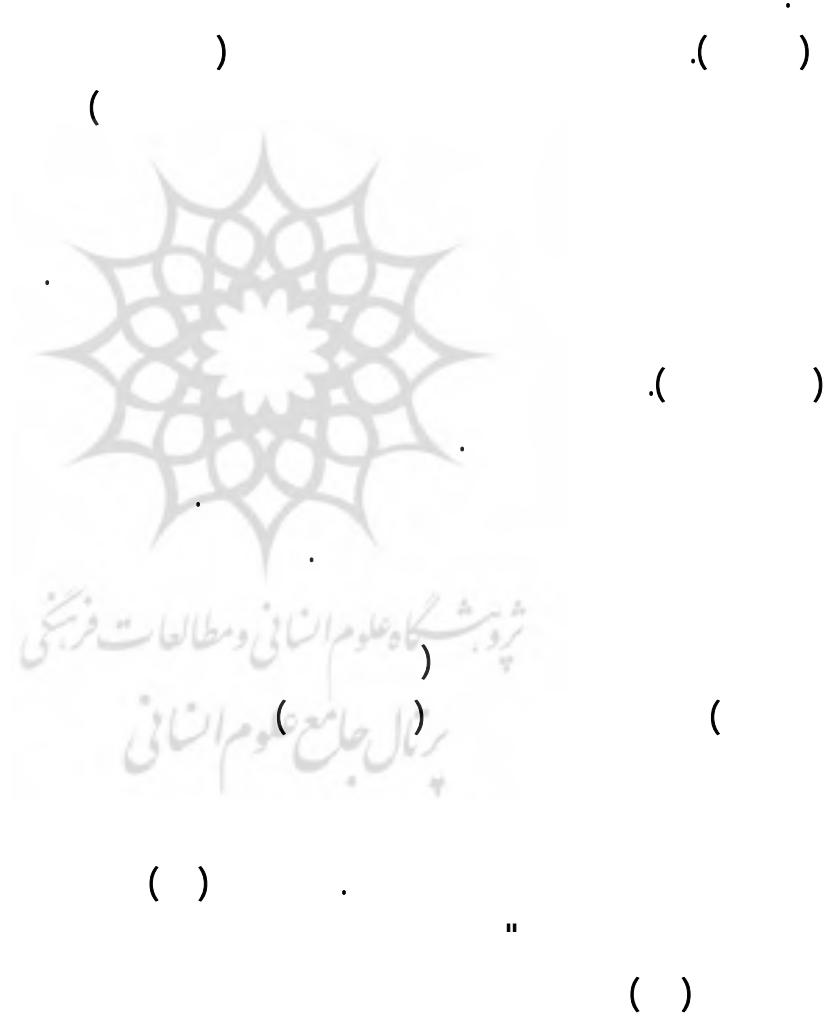 .
( ). (
)
.
( ).
.
.
.
پژوهشگاه علوم انسانی و مطالعات فرهنگی
(
) ( )
پرتال جامع علوم انسانی
. ( )
"
( )